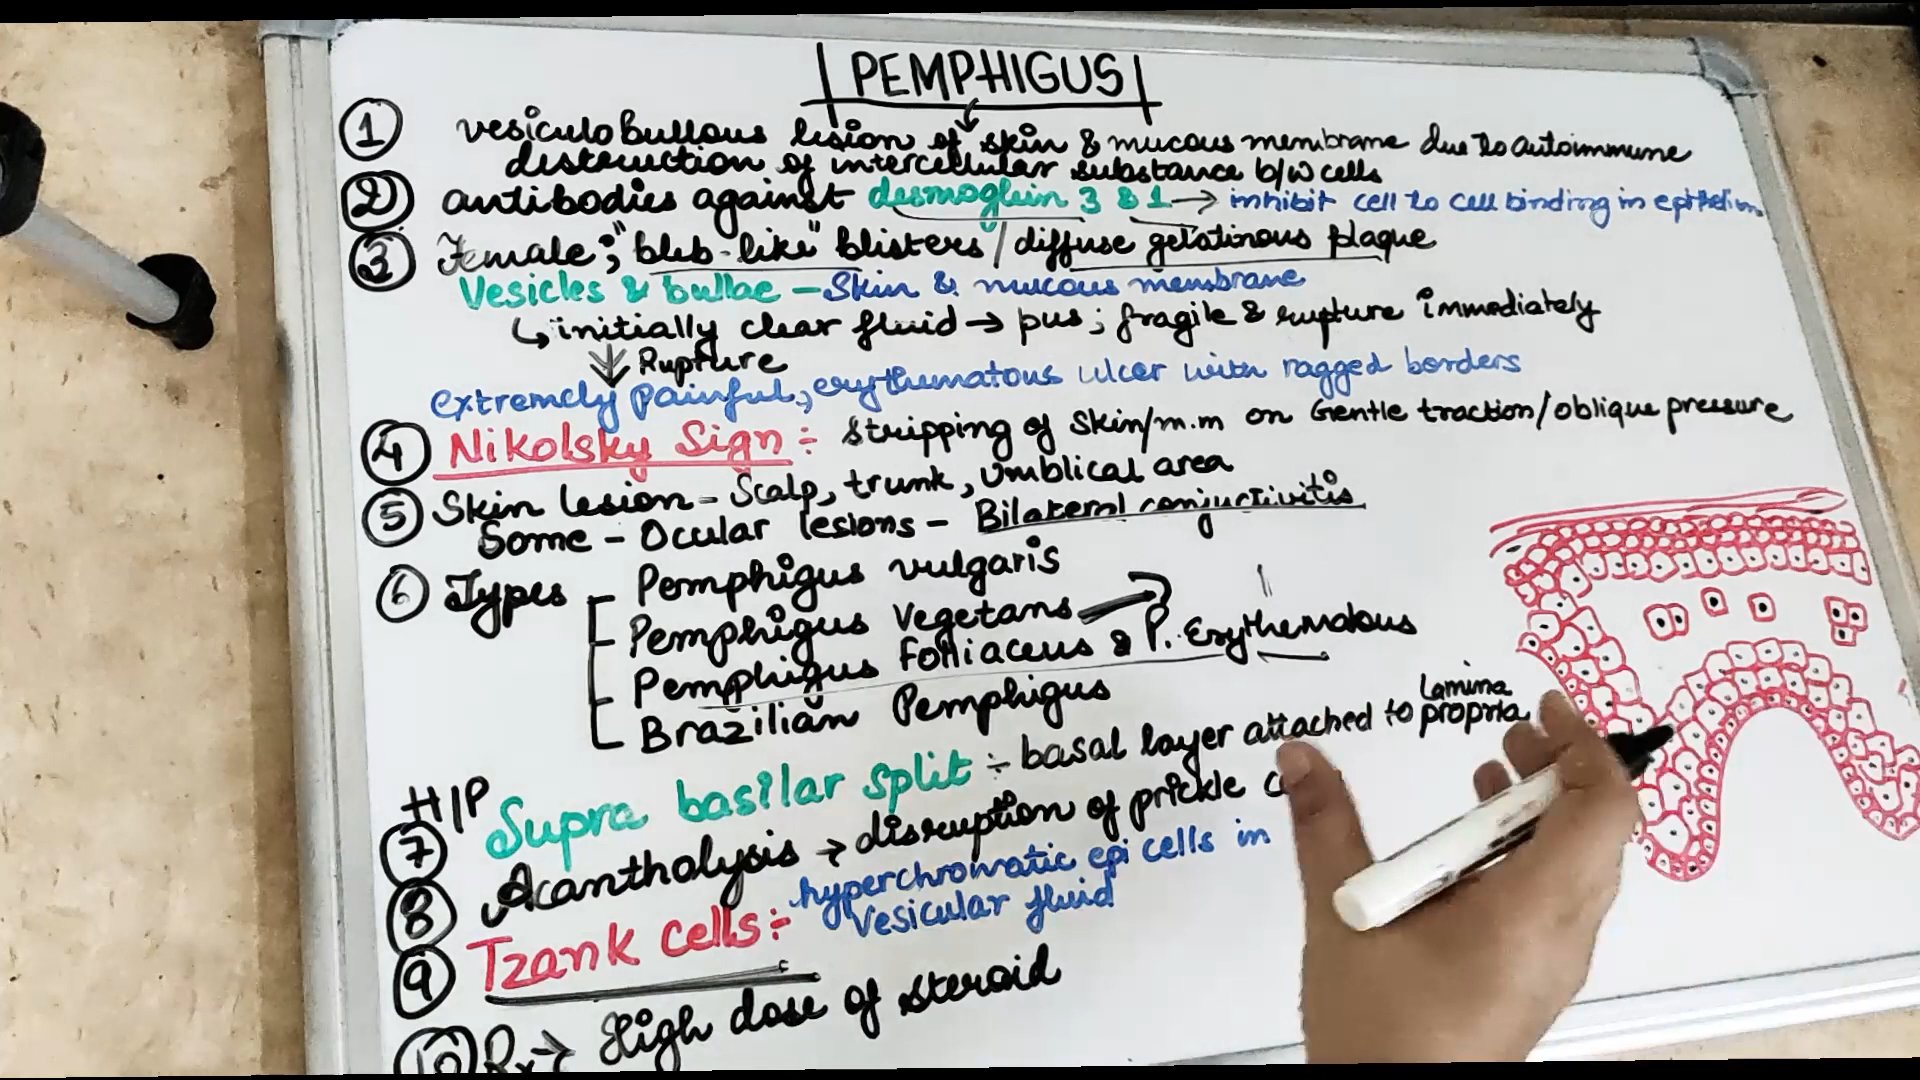 PEMPHIGUS
① vesiculo Bullous lesion of skin & mucous membrane due to autoimmune
destruction of intercellular substance b/w cells
② antibodies against desmoglein 3 & 1 → inhibit cell to cell binding in epithelium
③ Female; "bleb-like" blisters / diffuse gelatinous plaque
Vesicles & bullae – Skin & mucous membrane
↳ initially clear fluid → pus; fragile & rupture immediately
↓ Rupture
extremely painful, erythematous ulcer with ragged borders
④ Nikolsky Sign ÷ stripping of skin/m.m on Gentle traction/oblique pressure
⑤ Skin lesion – Scalp, trunk, Umblical area
Some – Ocular lesions – Bilateral conjuctivitis
⑥ Types – Pemphigus vulgaris
Pemphigus Vegetans
Pemphigus Foliaceus & P. Erythematous
Brazilian Pemphigus
H/P
⑦ Supra basilar split ÷ basal layer attached to lamina propria
⑧ Acantholysis → disruption of prickle
⑨ Tzank cells ÷ hyperchromatic epi cells in
vesicular fluid
⑩ Rx → High dose of steroid